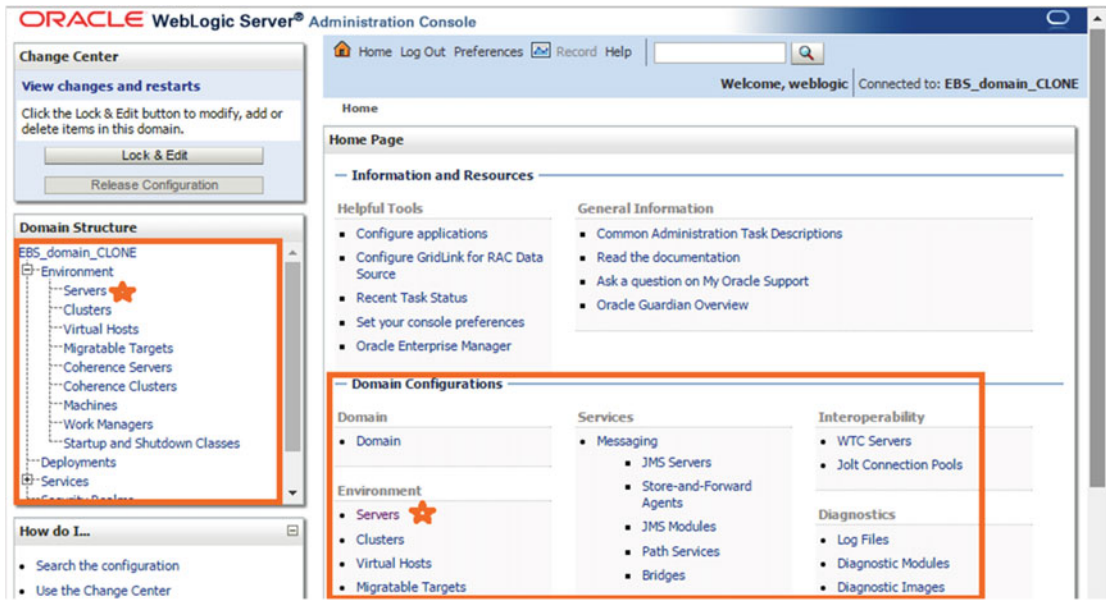 ORACLE WebLogic Server® Administration Console
Change Center
View changes and restarts
Click the Lock & Edit button to modify, add or
delete items in this domain.
Lock & Edit
Release Configuration
Domain Structure
EBS_domain_CLONE
Environment
Servers
Clusters
Virtual Hosts
Migratable Targets
Coherence Servers
Coherence Clusters
Machines
Work Managers
Startup and Shutdown Classes
Deployments
Services
Security Realms
How do I...
Search the configuration
Use the Change Center
Home Log Out Preferences Record Help
Welcome, weblogic Connected to: EBS_domain_CLONE
Home
Home Page
Information and Resources
Helpful Tools
Configure applications
Configure GridLink for RAC Data
Source
Recent Task Status
Set your console preferences
Oracle Enterprise Manager
General Information
Common Administration Task Descriptions
Read the documentation
Ask a question on My Oracle Support
Oracle Guardian Overview
Domain Configurations
Domain
Domain
Environment
Servers
Clusters
Virtual Hosts
Migratable Targets
Services
Messaging
JMS Servers
Store-and-Forward
Agents
JMS Modules
Path Services
Bridges
Interoperability
WTC Servers
Jolt Connection Pools
Diagnostics
Log Files
Diagnostic Modules
Diagnostic Images